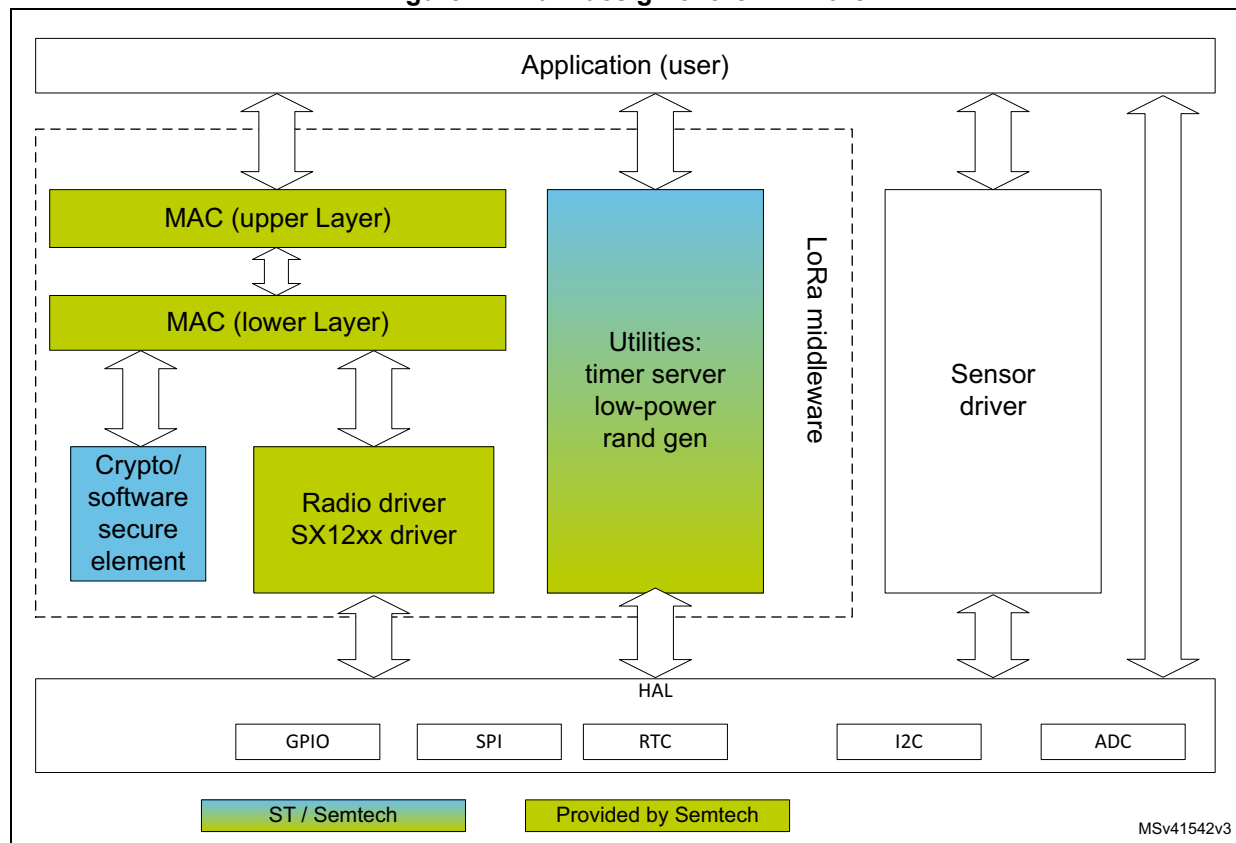 Application (user)
MAC (upper Layer)
MAC (lower Layer)
Crypto/
software
secure
element
Radio driver
SX12xx driver
Utilities:
timer server
low-power
rand gen
LoRa middleware
Sensor
driver
HAL
GPIO
SPI
RTC
I2C
ADC
ST / Semtech
Provided by Semtech
MSv41542v3